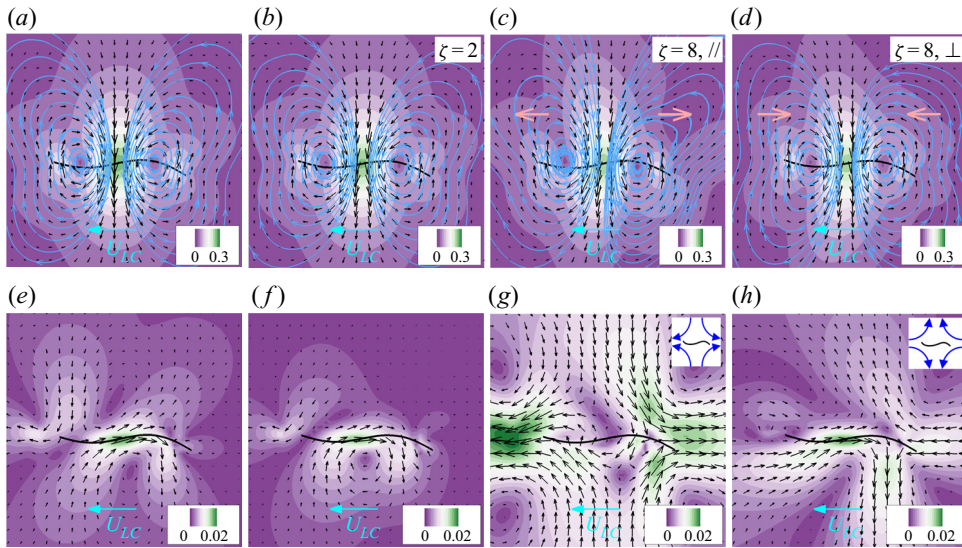 (a) (b) (c) (d)
ζ = 2 ζ = 8, // ζ = 8, ⊥
U_LC U_LC U_LC U_LC
0 0.3 0 0.3 0 0.3 0 0.3
(e) (f) (g) (h)
U_LC U_LC U_LC U_LC
0 0.02 0 0.02 0 0.02 0 0.02